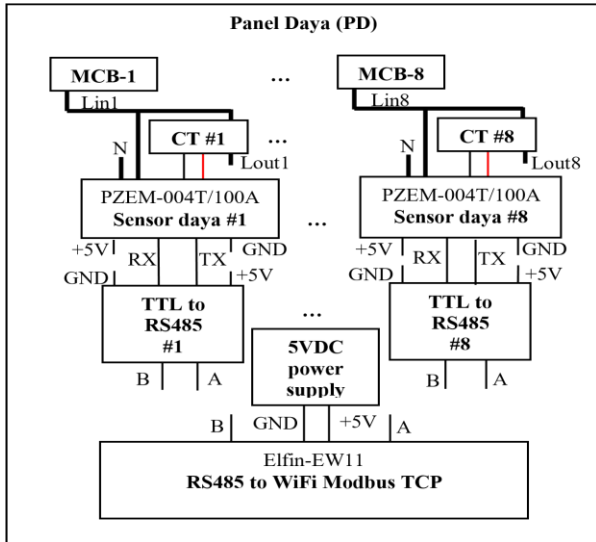 Panel Daya (PD)
MCB-1
...
MCB-8
Lin1
Lin8
CT #1
...
CT #8
N
Lout1
N
Lout8
PZEM-004T/100A
Sensor daya #1
...
PZEM-004T/100A
Sensor daya #8
+5V
RX
TX
GND
+5V
RX
TX
GND
GND
+5V
GND
+5V
TTL to
RS485
#1
...
TTL to
RS485
#8
B
A
5VDC
power
supply
B
A
B
GND
+5V
A
Elfin-EW11
RS485 to WiFi Modbus TCP